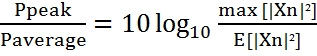 Ppeak/Paverage = 10 log₁₀ max [|Xn|²]/E[|Xn|²]